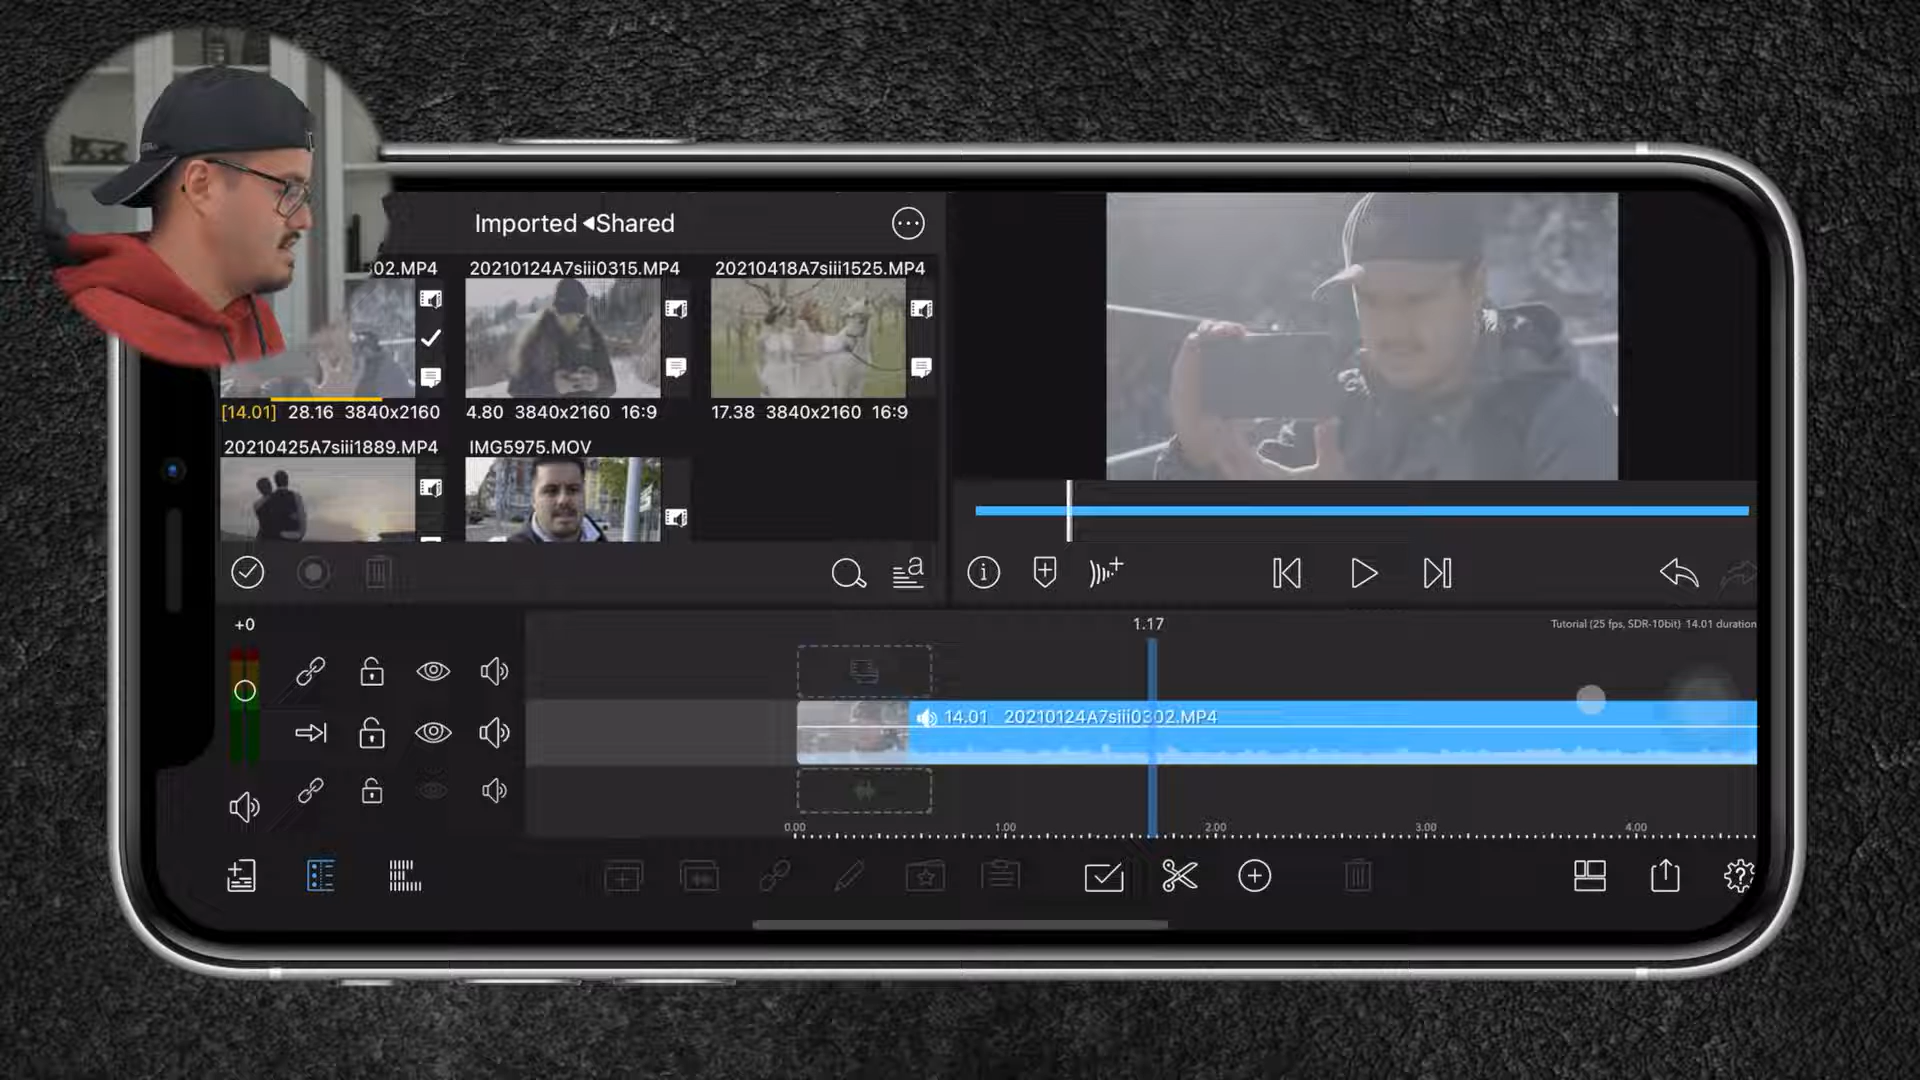 Imported ◀Shared
02.MP4
20210124A7siii0315.MP4
20210418A7siii1525.MP4
[14.01] 28.16 3840x2160
4.80 3840x2160 16:9
17.38 3840x2160 16:9
20210425A7siii1889.MP4
IMG5975.MOV
+0
1.17
Tutorial (25 fps, SDR-10bit) 14.01 duration
14.01 20210124A7siii0302.MP4
0.00
1.00
2.00
3.00
4.00